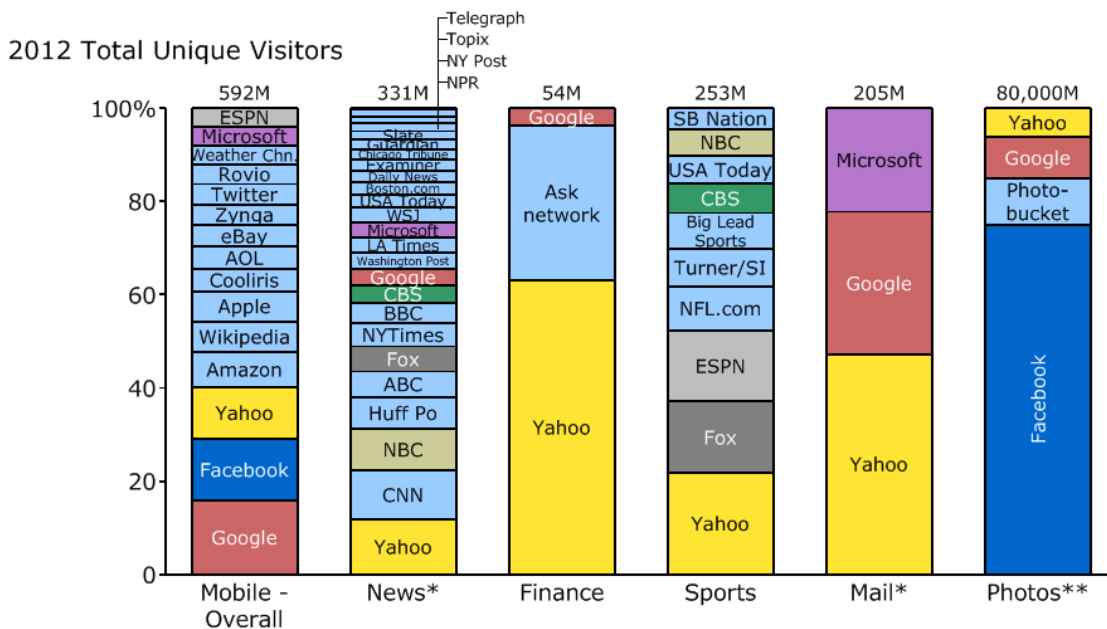 Telegraph
Topix
NY Post
NPR
2012 Total Unique Visitors
592M
331M
54M
253M
205M
80,000M
100%
80
60
40
20
0
ESPN
Microsoft
Weather Chn.
Rovio
Twitter
Zynga
eBay
AOL
Cooliris
Apple
Wikipedia
Amazon
Yahoo
Facebook
Google
Slate
Guardian
Chicago Tribune
Examiner
Daily News
Boston.com
USA Today
WSJ
Microsoft
LA Times
Washington Post
Google
CBS
BBC
NYTimes
Fox
ABC
Huff Po
NBC
CNN
Yahoo
Google
Ask
network
Yahoo
SB Nation
NBC
USA Today
CBS
Big Lead
Sports
Turner/SI
NFL.com
ESPN
Fox
Yahoo
Microsoft
Google
Yahoo
Yahoo
Google
Photo-
bucket
Facebook
Mobile -
Overall
News*
Finance
Sports
Mail*
Photos**